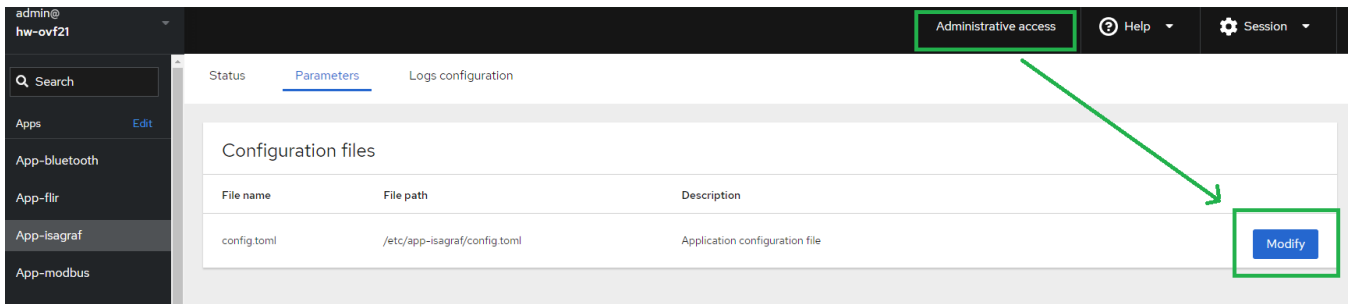 admin@
hw-ovf21
Administrative access
Help
Session
Search
Apps Edit
App-bluetooth
App-flir
App-isagraf
App-modbus
Status Parameters Logs configuration
Configuration files
File name File path Description
config.toml /etc/app-isagraf/config.toml Application configuration file Modify